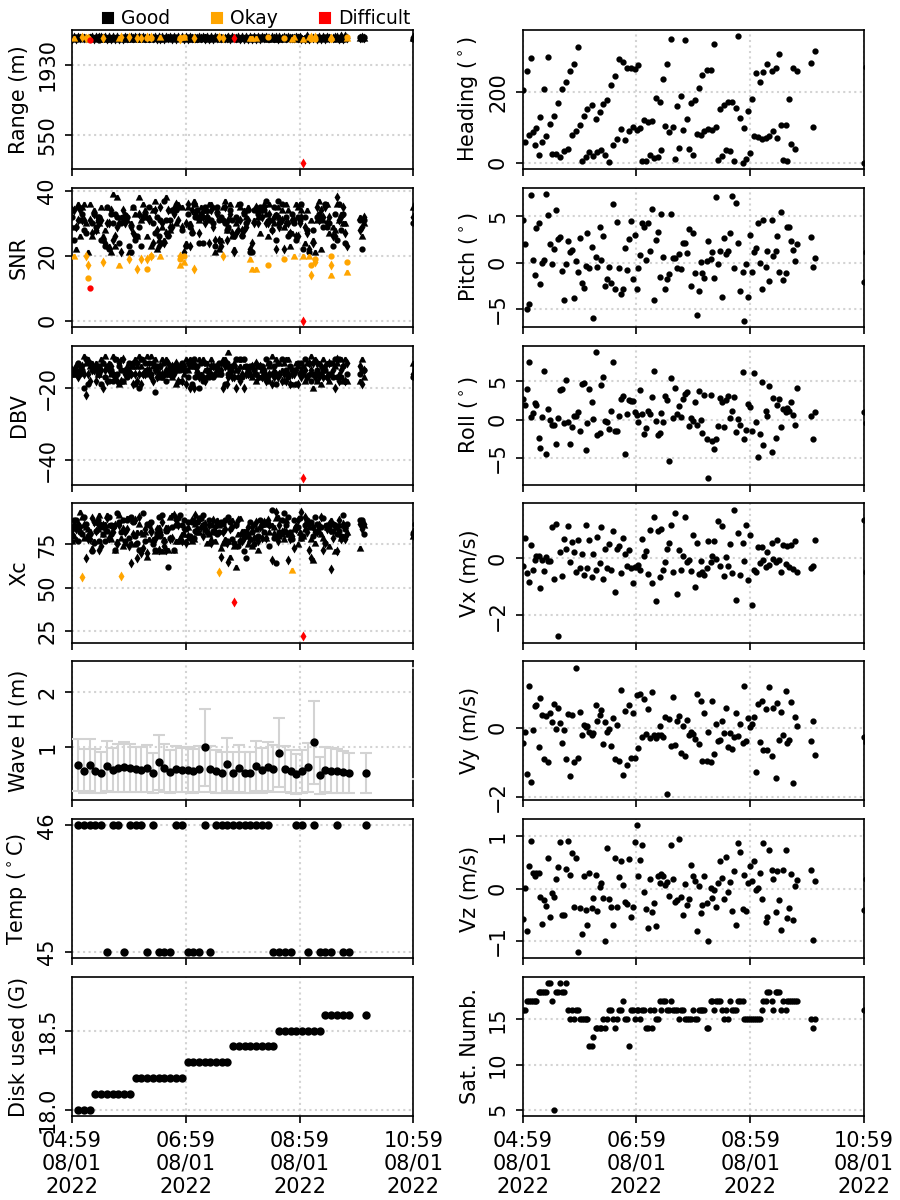 Good Okay Difficult
Range (m)
1930
550
Heading (°)
200
0
SNR
40
20
0
Pitch (°)
5
0
−5
DBV
−20
−40
Roll (°)
5
0
−5
Xc
75
50
25
Vx (m/s)
0
−2
Wave H (m)
2
1
Vy (m/s)
0
−2
Temp (°C)
46
45
Vz (m/s)
1
0
−1
Disk used (G)
18.5
18.0
Sat. Numb.
15
10
5
04:59 06:59 08:59 10:59
08/01 08/01 08/01 08/01
2022 2022 2022 2022
04:59 06:59 08:59 10:59
08/01 08/01 08/01 08/01
2022 2022 2022 2022